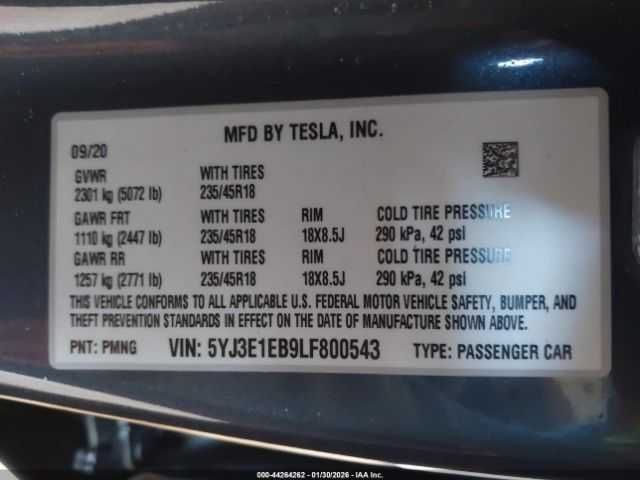 MFD BY TESLA, INC.
09/20
GVWR WITH TIRES
2301 kg (5072 lb) 235/45R18
GAWR FRT WITH TIRES RIM COLD TIRE PRESSURE
1110 kg (2447 lb) 235/45R18 18X8.5J 290 kPa, 42 psi
GAWR RR WITH TIRES RIM COLD TIRE PRESSURE
1257 kg (2771 lb) 235/45R18 18X8.5J 290 kPa, 42 psi
THIS VEHICLE CONFORMS TO ALL APPLICABLE U.S. FEDERAL MOTOR VEHICLE SAFETY, BUMPER, AND
THEFT PREVENTION STANDARDS IN EFFECT ON THE DATE OF MANUFACTURE SHOWN ABOVE.
PNT: PMNG VIN: 5YJ3E1EB9LF800543 TYPE: PASSENGER CAR
000-44264262 - 01/30/2026 - IAA Inc.